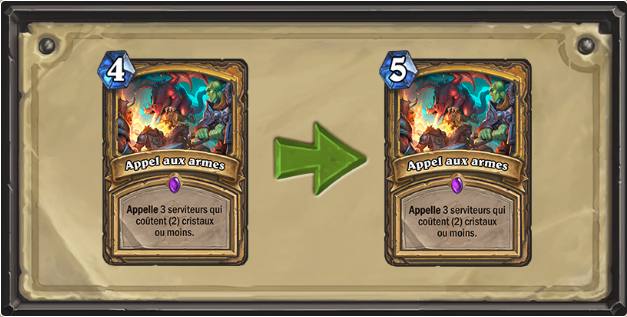 4
Appel aux armes
Appelle 3 serviteurs qui
coûtent (2) cristaux
ou moins.
5
Appel aux armes
Appelle 3 serviteurs qui
coûtent (2) cristaux
ou moins.